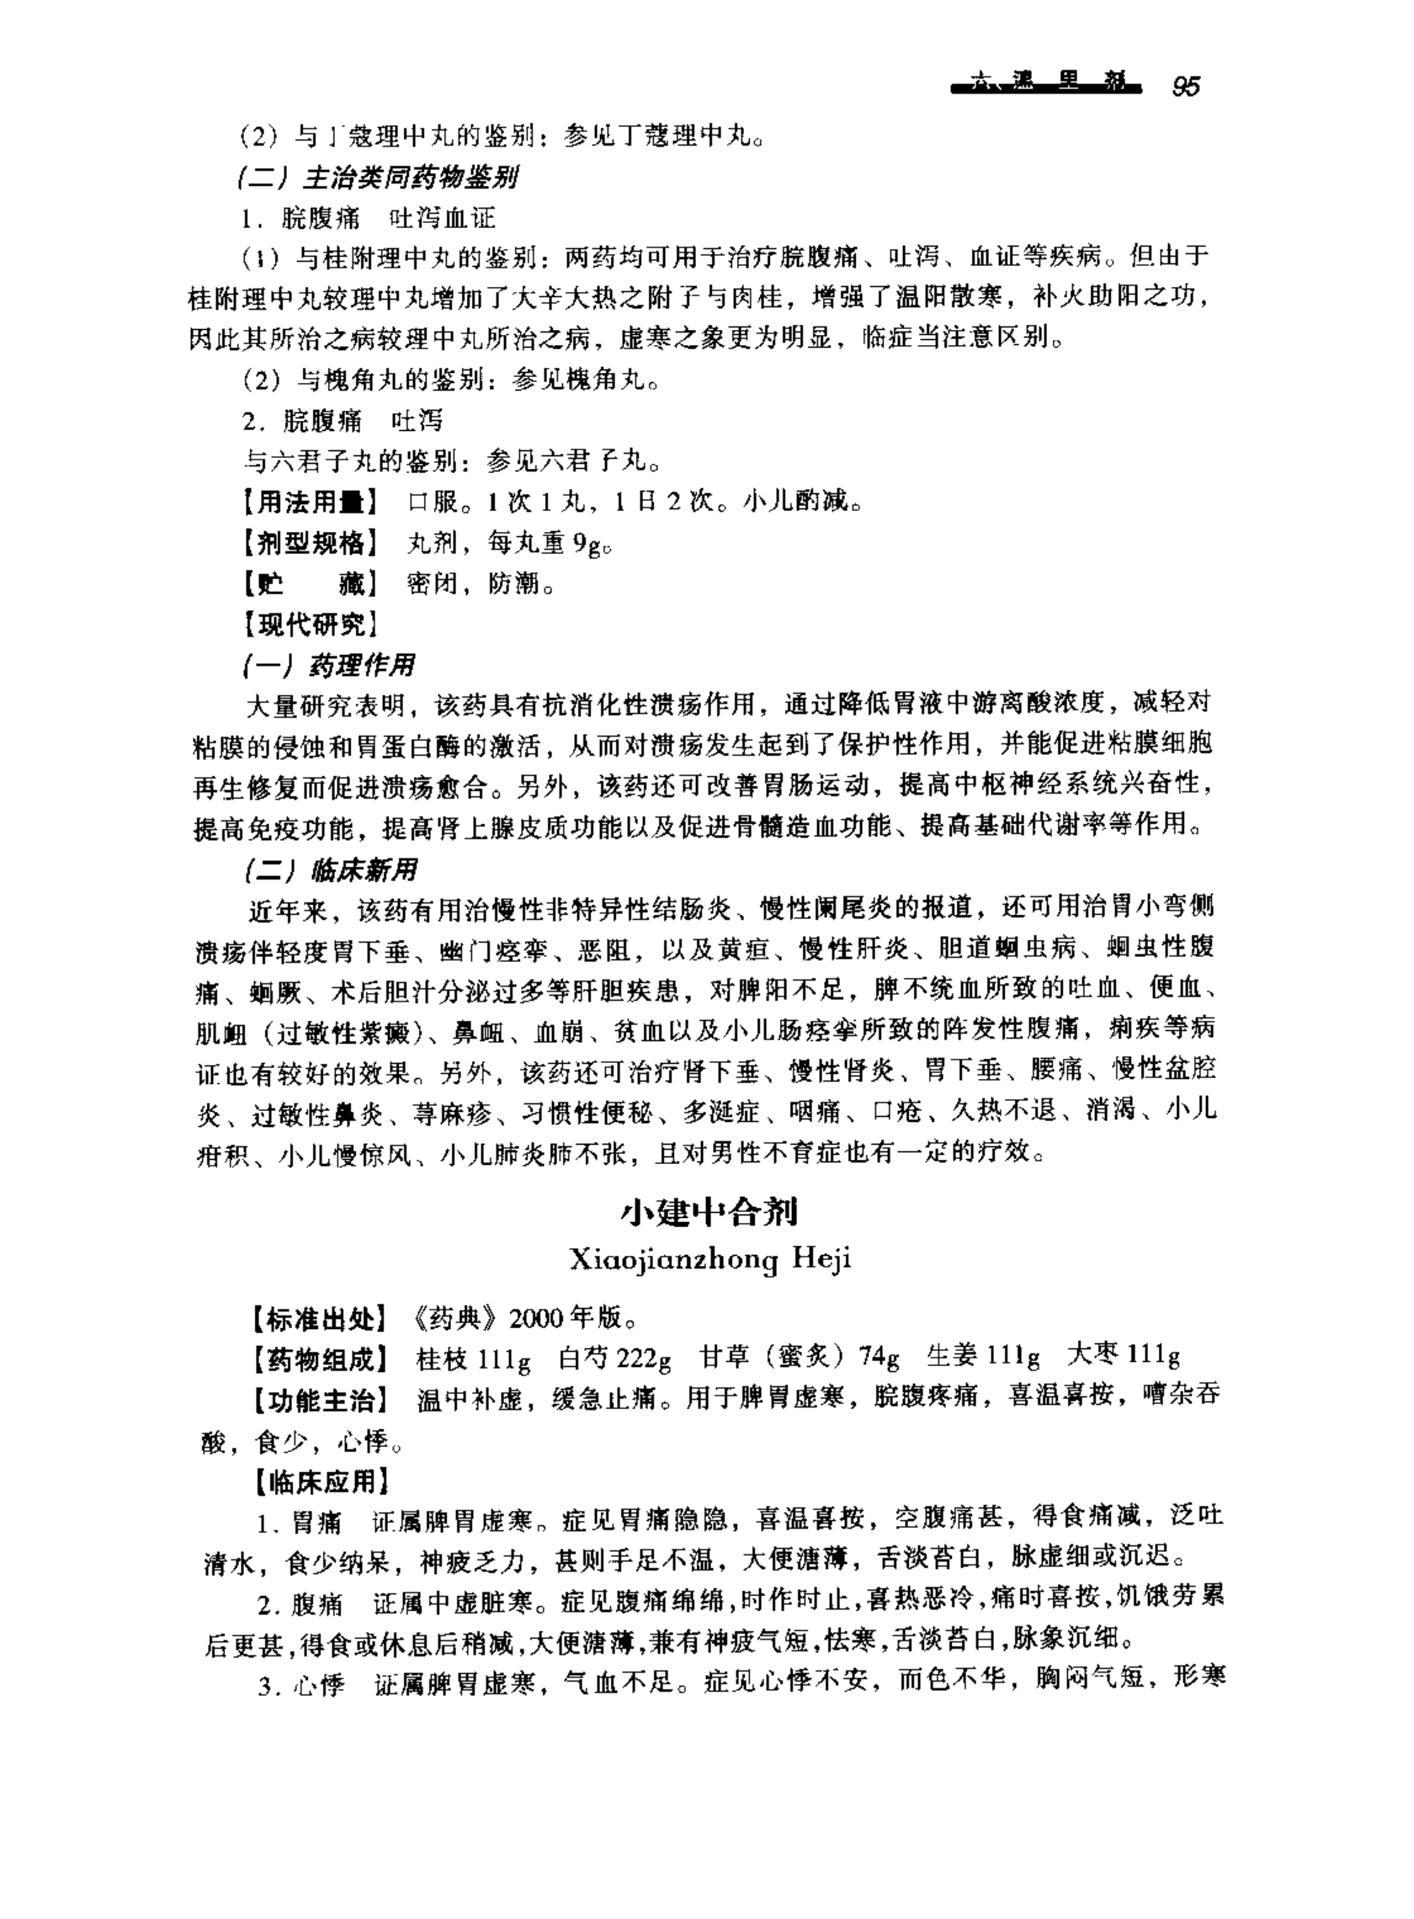 六、温里剂 95
(2) 与丁蔻理中丸的鉴别：参见丁蔻理中丸。
(二) 主治类同药物鉴别
1. 脘腹痛 吐泻血证
(1) 与桂附理中丸的鉴别：两药均可用于治疗脘腹痛、吐泻、血证等疾病。但由于
桂附理中丸较理中丸增加了大辛大热之附子与肉桂，增强了温阳散寒，补火助阳之功，
因此其所治之病较理中丸所治之病，虚寒之象更为明显，临症当注意区别。
(2) 与槐角丸的鉴别：参见槐角丸。
2. 脘腹痛 吐泻
与六君子丸的鉴别：参见六君子丸。
【用法用量】 口服。1次1丸，1日2次。小儿酌减。
【剂型规格】 丸剂，每丸重9g。
【贮 藏】 密闭，防潮。
【现代研究】
(一) 药理作用
大量研究表明，该药具有抗消化性溃疡作用，通过降低胃液中游离酸浓度，减轻对
粘膜的侵蚀和胃蛋白酶的激活，从而对溃疡发生起到了保护性作用，并能促进粘膜细胞
再生修复而促进溃疡愈合。另外，该药还可改善胃肠运动，提高中枢神经系统兴奋性，
提高免疫功能，提高肾上腺皮质功能以及促进骨髓造血功能、提高基础代谢率等作用。
(二) 临床新用
近年来，该药有用治慢性非特异性结肠炎、慢性阑尾炎的报道，还可用治胃小弯侧
溃疡伴轻度胃下垂、幽门痉挛、恶阻，以及黄疸、慢性肝炎、胆道蛔虫病、蛔虫性腹
痛、蛔厥、术后胆汁分泌过多等肝胆疾患，对脾阳不足，脾不统血所致的吐血、便血、
肌衄（过敏性紫癜）、鼻衄、血崩、贫血以及小儿肠痉挛所致的阵发性腹痛，痢疾等病
证也有较好的效果。另外，该药还可治疗肾下垂、慢性肾炎、胃下垂、腰痛、慢性盆腔
炎、过敏性鼻炎、荨麻疹、习惯性便秘、多涎症、咽痛、口疮、久热不退、消渴、小儿
疳积、小儿慢惊风、小儿肺炎肺不张，且对男性不育症也有一定的疗效。
小建中合剂
Xiaojianzhong Heji
【标准出处】 《药典》2000年版。
【药物组成】 桂枝111g 白芍222g 甘草（蜜炙）74g 生姜111g 大枣111g
【功能主治】 温中补虚，缓急止痛。用于脾胃虚寒，脘腹疼痛，喜温喜按，嘈杂吞
酸，食少，心悸。
【临床应用】
1. 胃痛 证属脾胃虚寒。症见胃痛隐隐，喜温喜按，空腹痛甚，得食痛减，泛吐
清水，食少纳呆，神疲乏力，甚则手足不温，大便溏薄，舌淡苔白，脉虚细或沉迟。
2. 腹痛 证属中虚脏寒。症见腹痛绵绵,时作时止,喜热恶冷,痛时喜按,饥饿劳累
后更甚,得食或休息后稍减,大便溏薄,兼有神疲气短,怯寒,舌淡苔白,脉象沉细。
3. 心悸 证属脾胃虚寒，气血不足。症见心悸不安，而色不华，胸闷气短，形寒